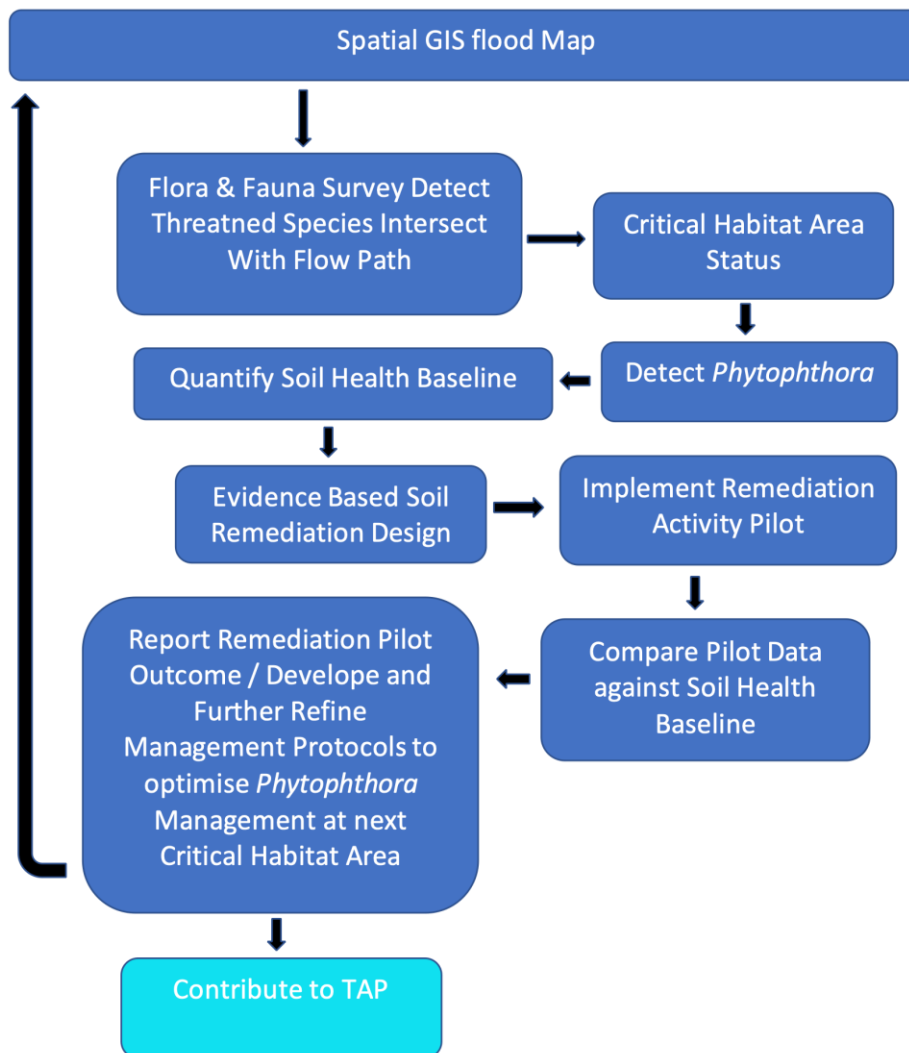 Spatial GIS flood Map
Flora & Fauna Survey Detect
Threatned Species Intersect
With Flow Path
Critical Habitat Area
Status
Detect Phytophthora
Quantify Soil Health Baseline
Evidence Based Soil
Remediation Design
Implement Remediation
Activity Pilot
Compare Pilot Data
against Soil Health
Baseline
Report Remediation Pilot
Outcome / Develope and
Further Refine
Management Protocols to
optimise Phytophthora
Management at next
Critical Habitat Area
Contribute to TAP